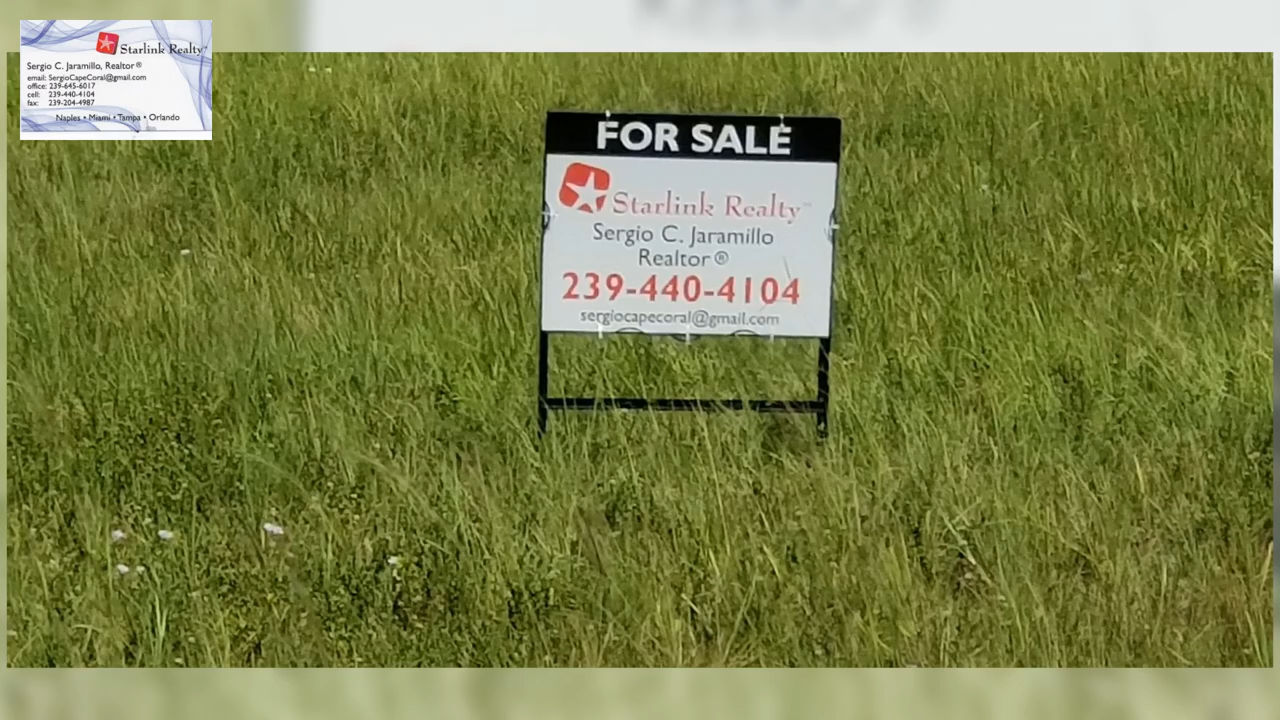 Starlink Realty
Sergio C. Jaramillo, Realtor ®
email: SergioCapeCoral@gmail.com
office: 239-645-6017
cell: 239-440-4104
fax: 239-204-4987
Naples • Miami • Tampa • Orlando
FOR SALE
Starlink Realty™
Sergio C. Jaramillo
Realtor ®
239-440-4104
sergiocapecoral@gmail.com